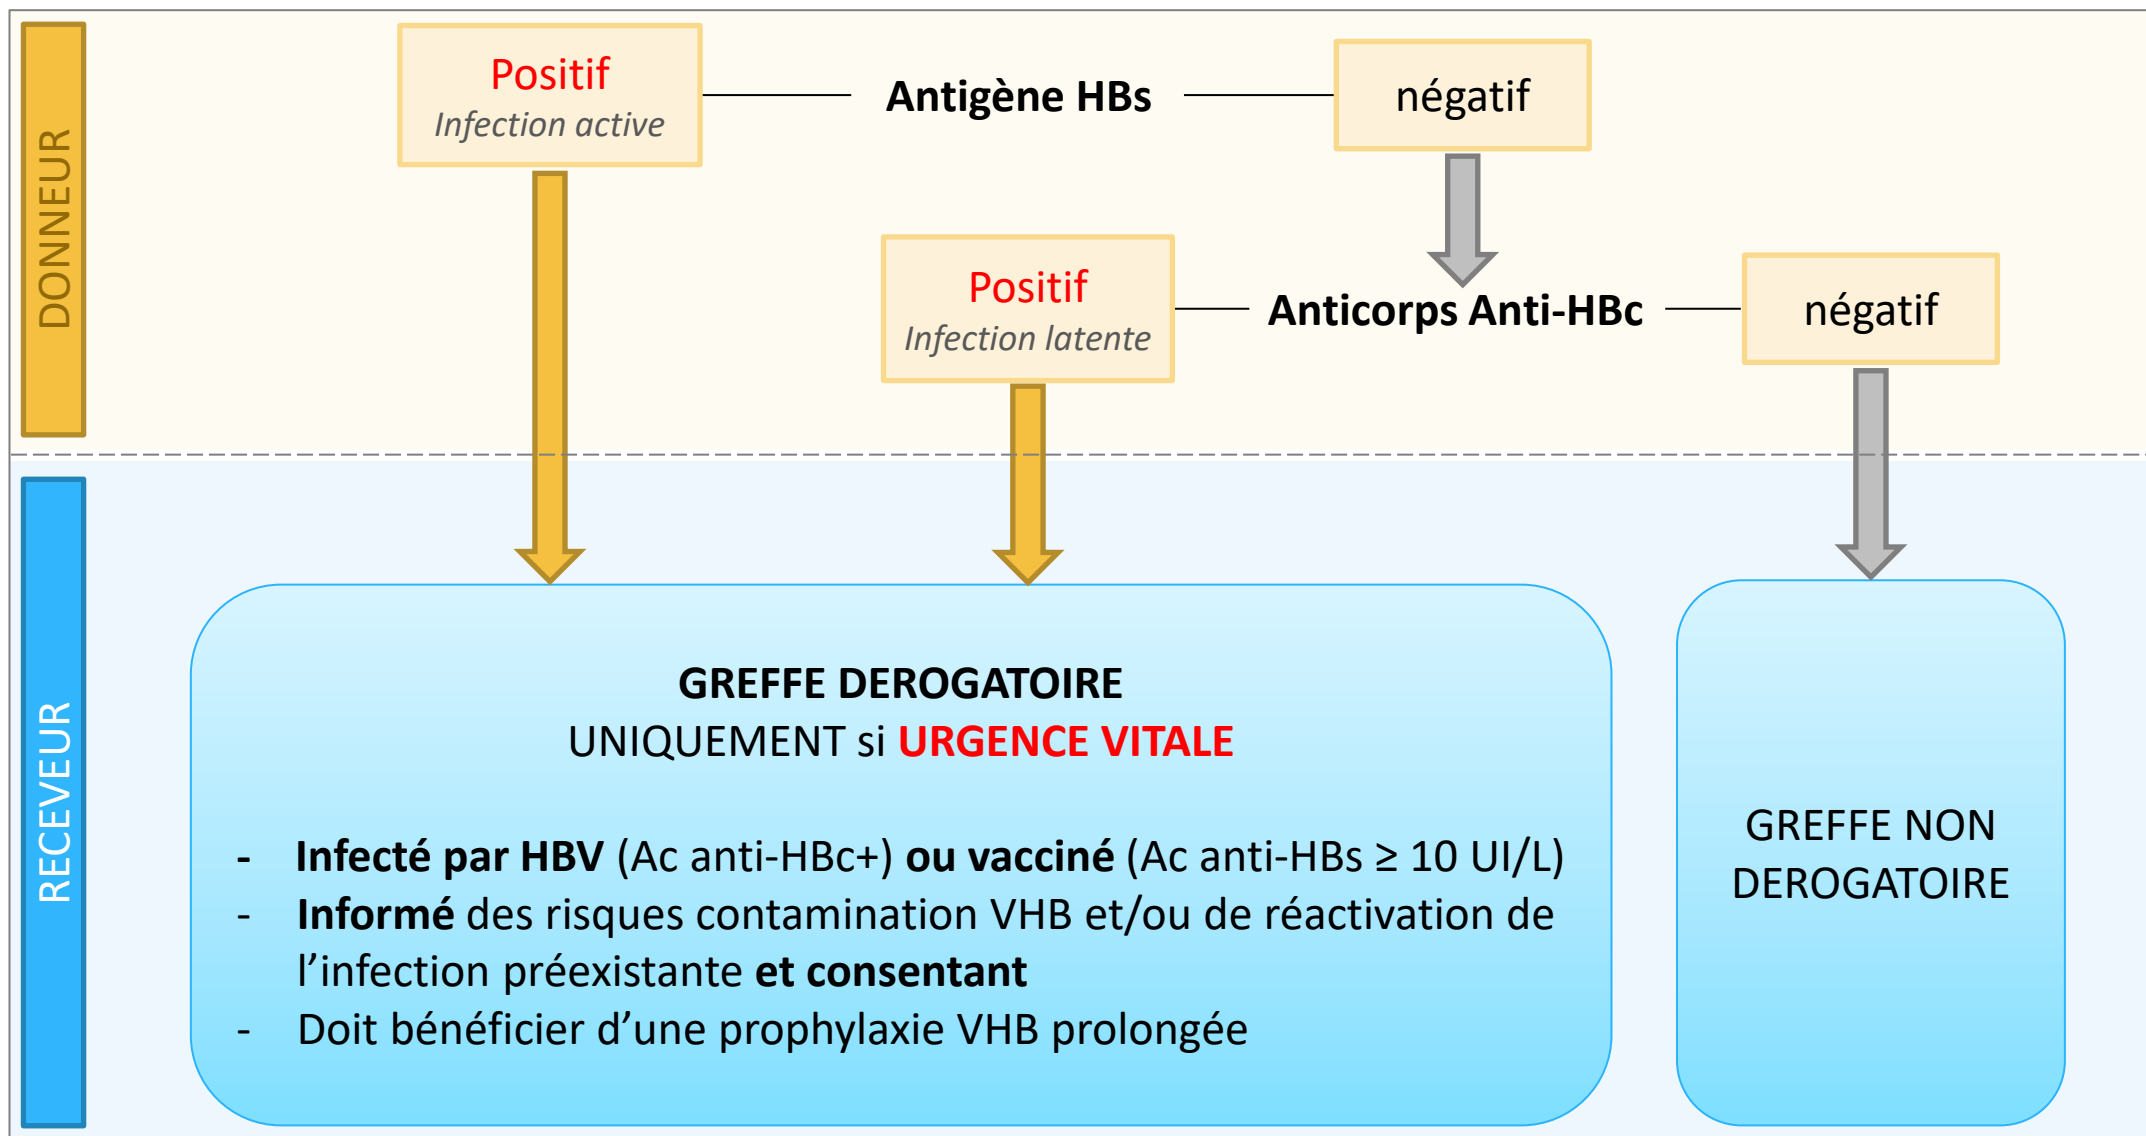 DONNEUR
Positif
Infection active
Antigène HBs
négatif
Positif
Infection latente
Anticorps Anti-HBc
négatif
RECEVEUR
GREFFE DEROGATOIRE
UNIQUEMENT si URGENCE VITALE
- Infecté par HBV (Ac anti-HBc+) ou vacciné (Ac anti-HBs ≥ 10 UI/L)
- Informé des risques contamination VHB et/ou de réactivation de
l’infection préexistante et consentant
- Doit bénéficier d’une prophylaxie VHB prolongée
GREFFE NON
DEROGATOIRE